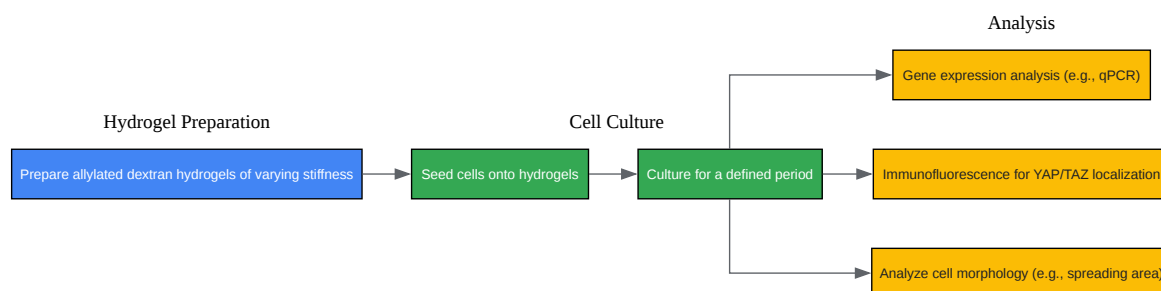 Analysis
Gene expression analysis (e.g., qPCR)
Hydrogel Preparation
Cell Culture
Prepare allylated dextran hydrogels of varying stiffness
Seed cells onto hydrogels
Culture for a defined period
Immunofluorescence for YAP/TAZ localization
Analyze cell morphology (e.g., spreading area)